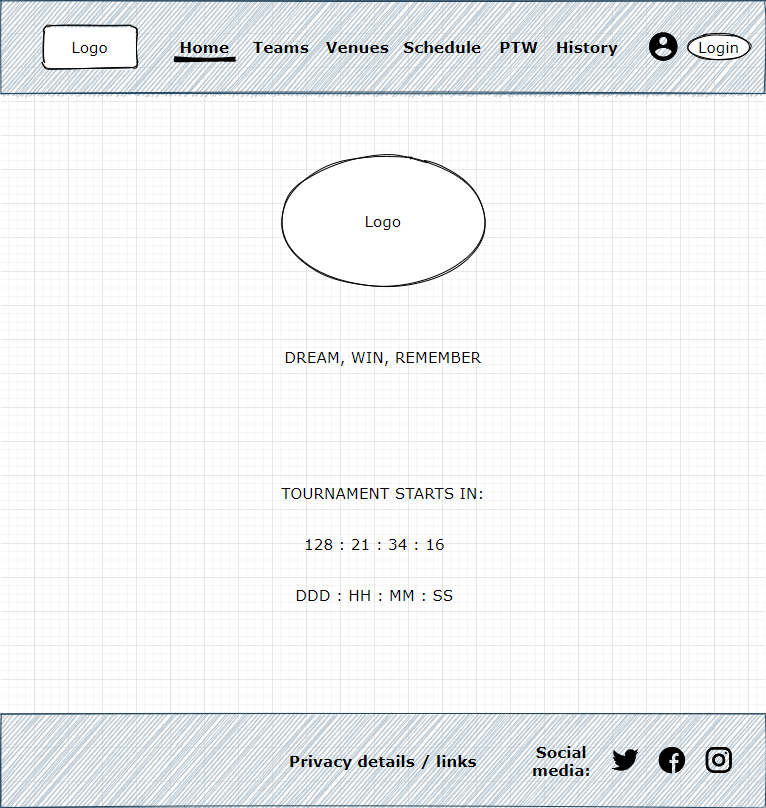 Logo
Home Teams Venues Schedule PTW History
Login
Logo
DREAM, WIN, REMEMBER
TOURNAMENT STARTS IN:
128 : 21 : 34 : 16
DDD : HH : MM : SS
Privacy details / links
Social
media: